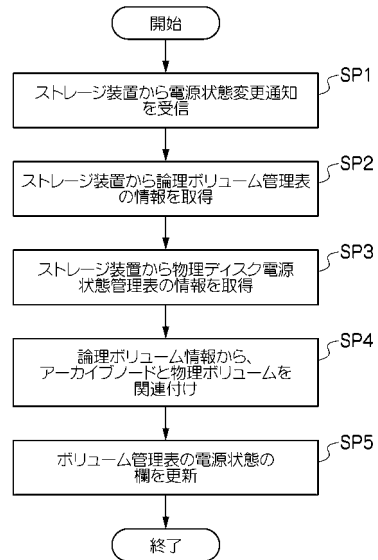 開始
SP1
ストレージ装置から電源状態変更通知
を受信
SP2
ストレージ装置から論理ボリューム管理表
の情報を取得
SP3
ストレージ装置から物理ディスク電源
状態管理表の情報を取得
SP4
論理ボリューム情報から、
アーカイブノードと物理ボリュームを
関連付け
SP5
ボリューム管理表の電源状態の
欄を更新
終了